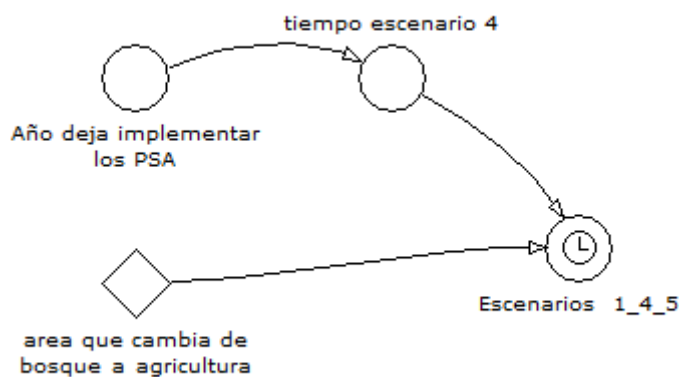 tiempo escenario 4
Año deja implementar
los PSA
Escenarios 1_4_5
area que cambia de
bosque a agricultura